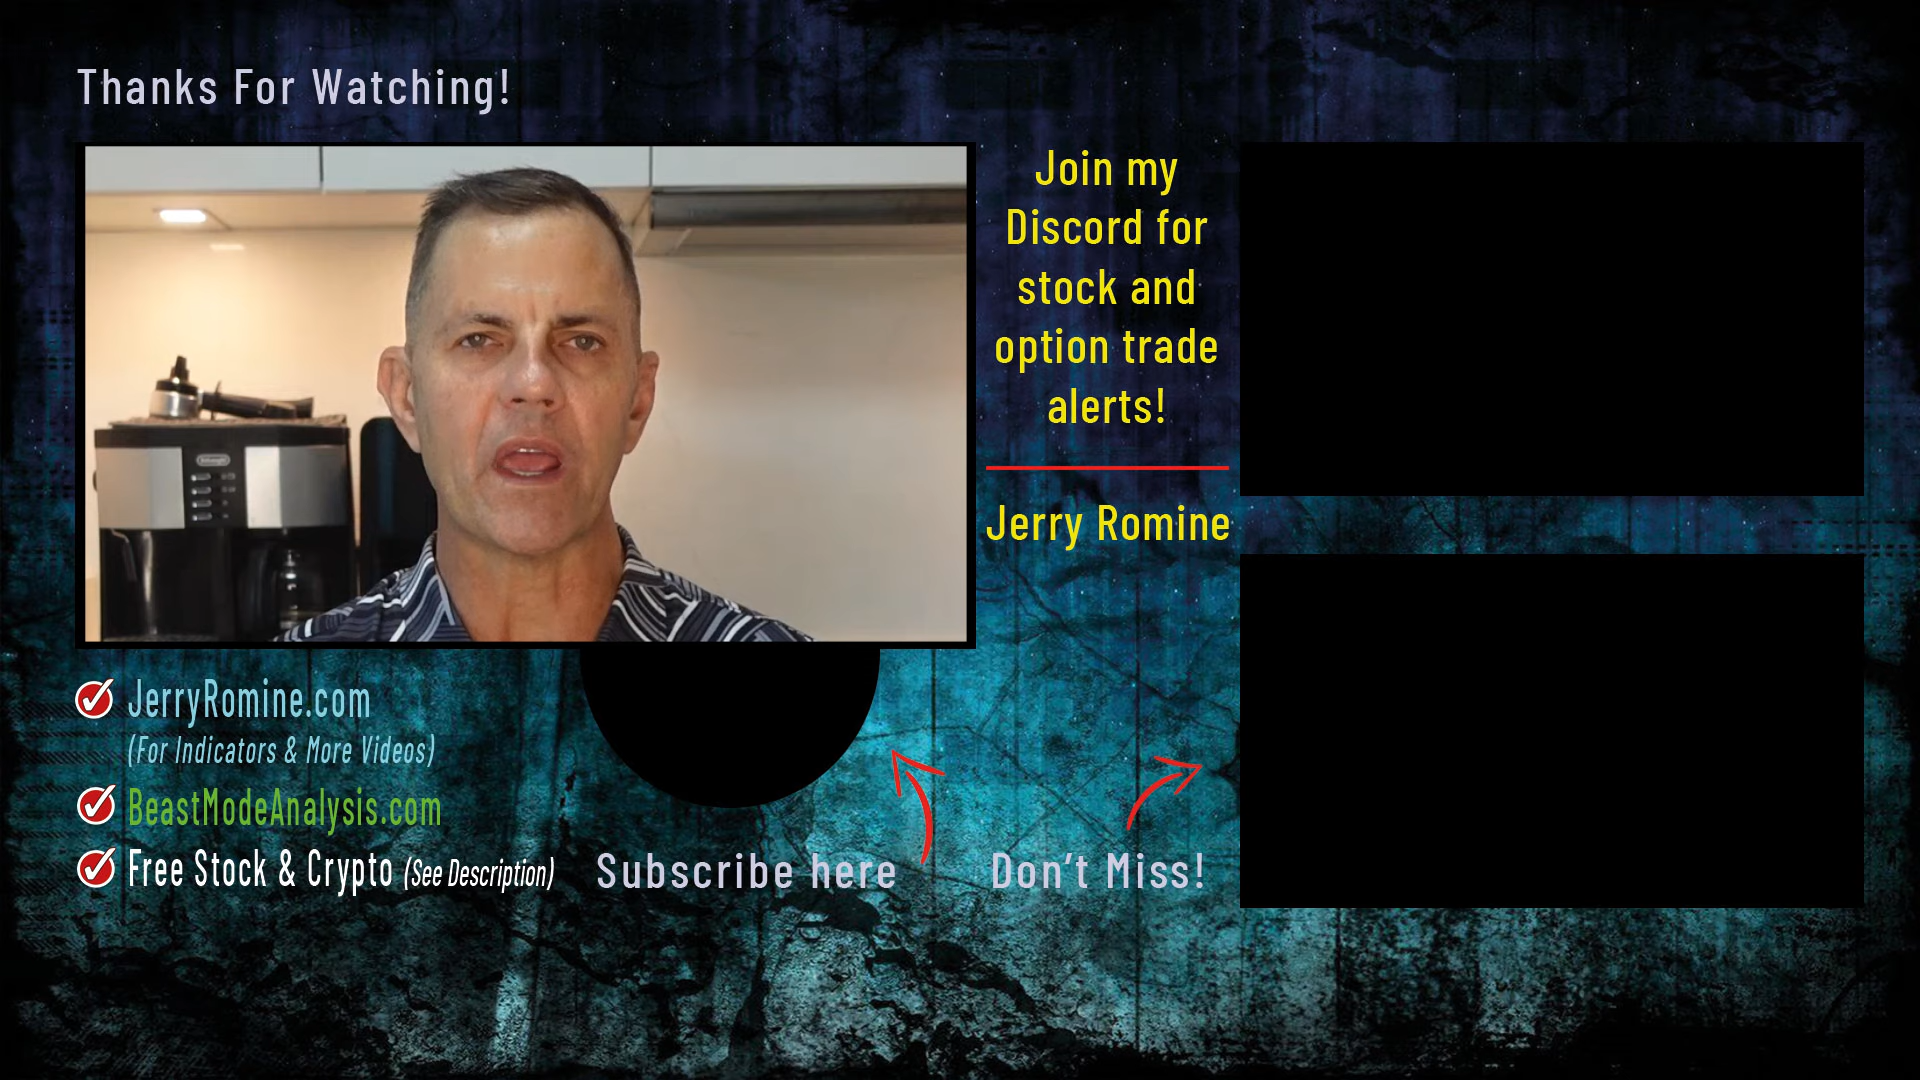 Thanks For Watching!
Join my
Discord for
stock and
option trade
alerts!
Jerry Romine
JerryRomine.com
(For Indicators & More Videos)
BeastModeAnalysis.com
Free Stock & Crypto (See Description)
Subscribe here
Don't Miss!